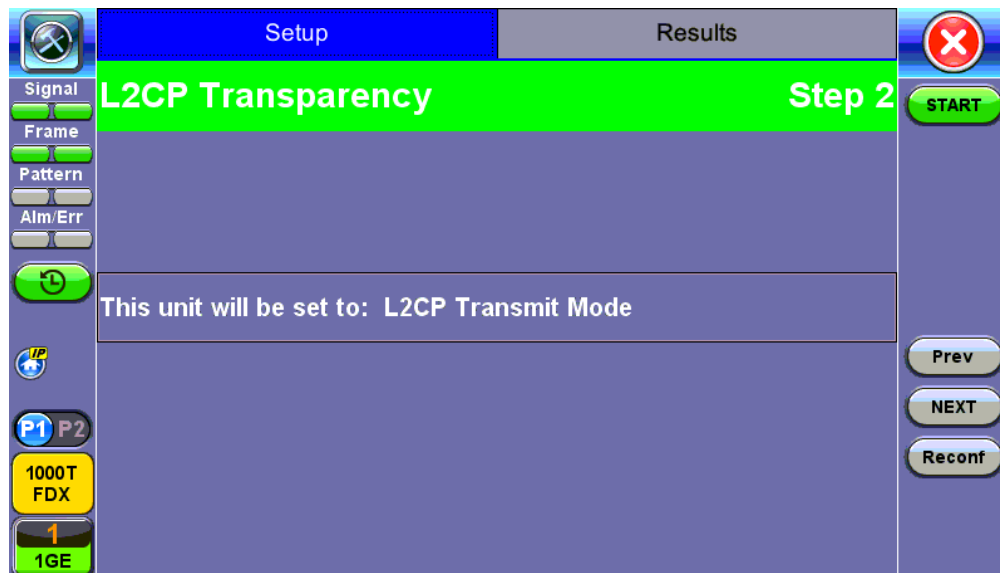 Setup
Results
L2CP Transparency
Step 2
Signal
Frame
Pattern
Alm/Err
IP
P1 P2
1000T
FDX
1
1GE
This unit will be set to: L2CP Transmit Mode
START
Prev
NEXT
Reconf